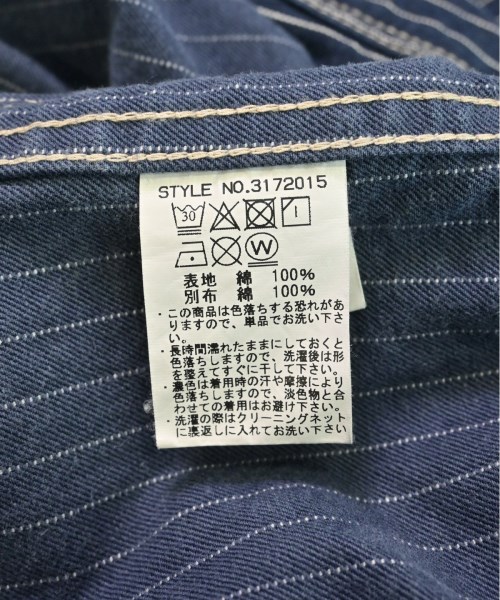 STYLE NO.3172015
30
W
表地 綿 100%
別布 綿 100%
・この商品は色落ちする恐れがあ
りますので、単品でお洗い下さ
い。
・長時間濡れたままにしておくと
色落ちしますので、洗濯後は形
を整えてすぐに干して下さい。
・濃色は着用時の汗や摩擦により
色落ちしますので、淡色物と合
わせての着用はお避け下さい。
・洗濯の際はクリーニングネット
に裏返しに入れてお洗い下さい